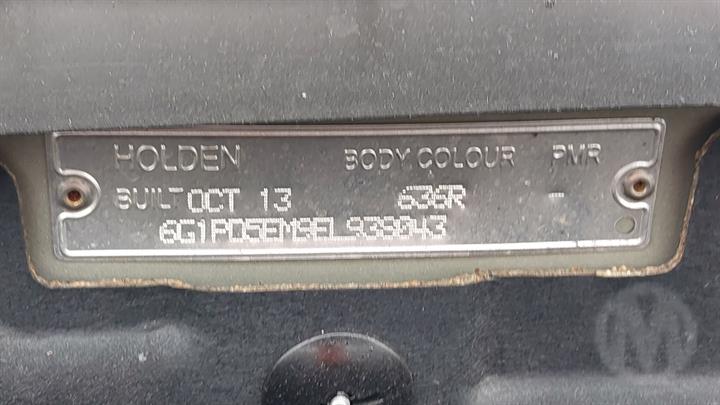 HOLDEN BODY COLOUR PMR
BUILT OCT 13 636R -
6G1PD5EM9EL939043
M